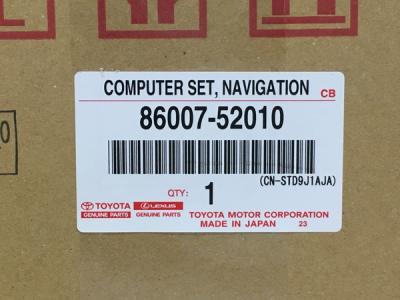 COMPUTER SET, NAVIGATION CB
86007-52010
(CN-STD9J1AJA)
QTY: 1
TOYOTA LEXUS
GENUINE PARTS GENUINE PARTS
TOYOTA MOTOR CORPORATION
MADE IN JAPAN 23